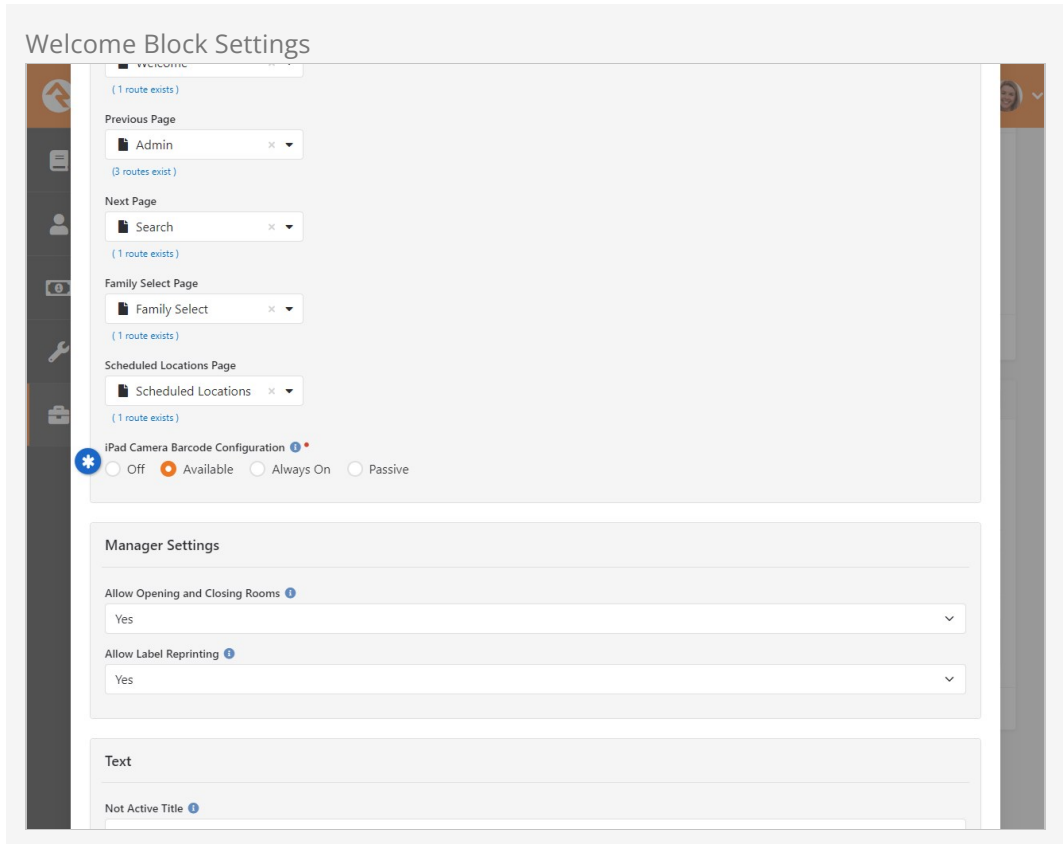 Welcome Block Settings
Welcome
( 1 route exists )
Previous Page
Admin
(3 routes exist )
Next Page
Search
( 1 route exists )
Family Select Page
Family Select
( 1 route exists )
Scheduled Locations Page
Scheduled Locations
( 1 route exists )
iPad Camera Barcode Configuration *
Off Available Always On Passive
Manager Settings
Allow Opening and Closing Rooms
Yes
Allow Label Reprinting
Yes
Text
Not Active Title